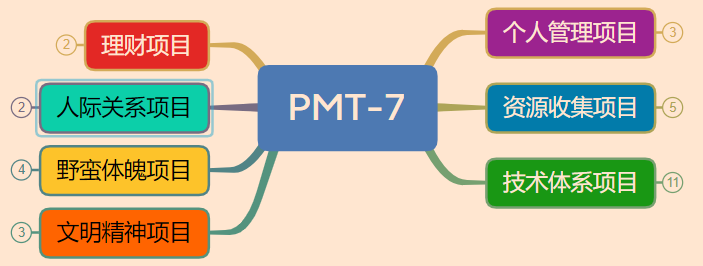 PMT-7
个人管理项目
3
资源收集项目
5
技术体系项目
11
理财项目
2
人际关系项目
2
野蛮体魄项目
4
文明精神项目
3